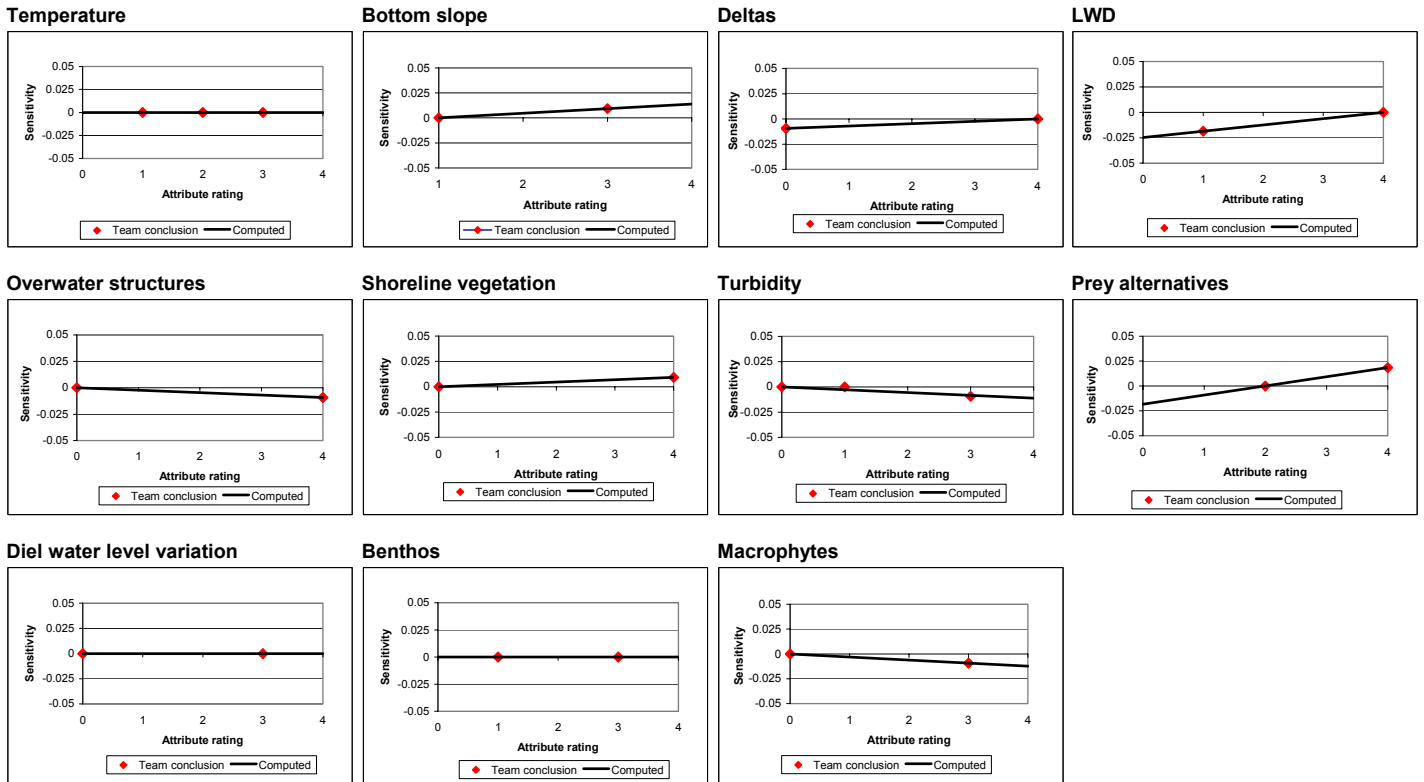 Temperature
0.05
0.025
0
-0.025
-0.05
Sensitivity
0 1 2 3 4
Attribute rating
Team conclusion Computed
Bottom slope
0.05
0.025
0
-0.025
-0.05
Sensitivity
1 2 3 4
Attribute rating
Team conclusion Computed
Deltas
0.05
0.025
0
-0.025
-0.05
Sensitivity
0 1 2 3 4
Attribute rating
Team conclusion Computed
LWD
0.05
0.025
0
-0.025
-0.05
Sensitivity
0 1 2 3 4
Attribute rating
Team conclusion Computed
Overwater structures
0.05
0.025
0
-0.025
-0.05
Sensitivity
0 1 2 3 4
Attribute rating
Team conclusion Computed
Shoreline vegetation
0.05
0.025
0
-0.025
-0.05
Sensitivity
0 1 2 3 4
Attribute rating
Team conclusion Computed
Turbidity
0.05
0.025
0
-0.025
-0.05
Sensitivity
0 1 2 3 4
Attribute rating
Team conclusion Computed
Prey alternatives
0.05
0.025
0
-0.025
-0.05
Sensitivity
0 1 2 3 4
Attribute rating
Team conclusion Computed
Diel water level variation
0.05
0.025
0
-0.025
-0.05
Sensitivity
0 1 2 3 4
Attribute rating
Team conclusion Computed
Benthos
0.05
0.025
0
-0.025
-0.05
Sensitivity
0 1 2 3 4
Attribute rating
Team conclusion Computed
Macrophytes
0.05
0.025
0
-0.025
-0.05
Sensitivity
0 1 2 3 4
Attribute rating
Team conclusion Computed